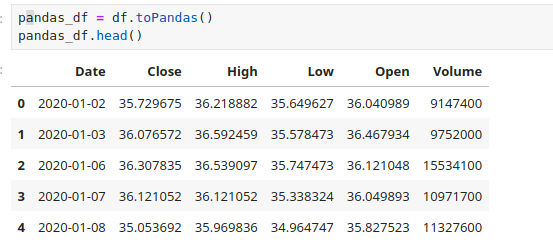 pandas_df = df.toPandas()
pandas_df.head()
Date Close High Low Open Volume
0 2020-01-02 35.729675 36.218882 35.649627 36.040989 9147400
1 2020-01-03 36.076572 36.592459 35.578473 36.467934 9752000
2 2020-01-06 36.307835 36.539097 35.747473 36.121048 15534100
3 2020-01-07 36.121052 36.121052 35.338324 36.049893 10971700
4 2020-01-08 35.053692 35.969836 34.964747 35.827523 11327600